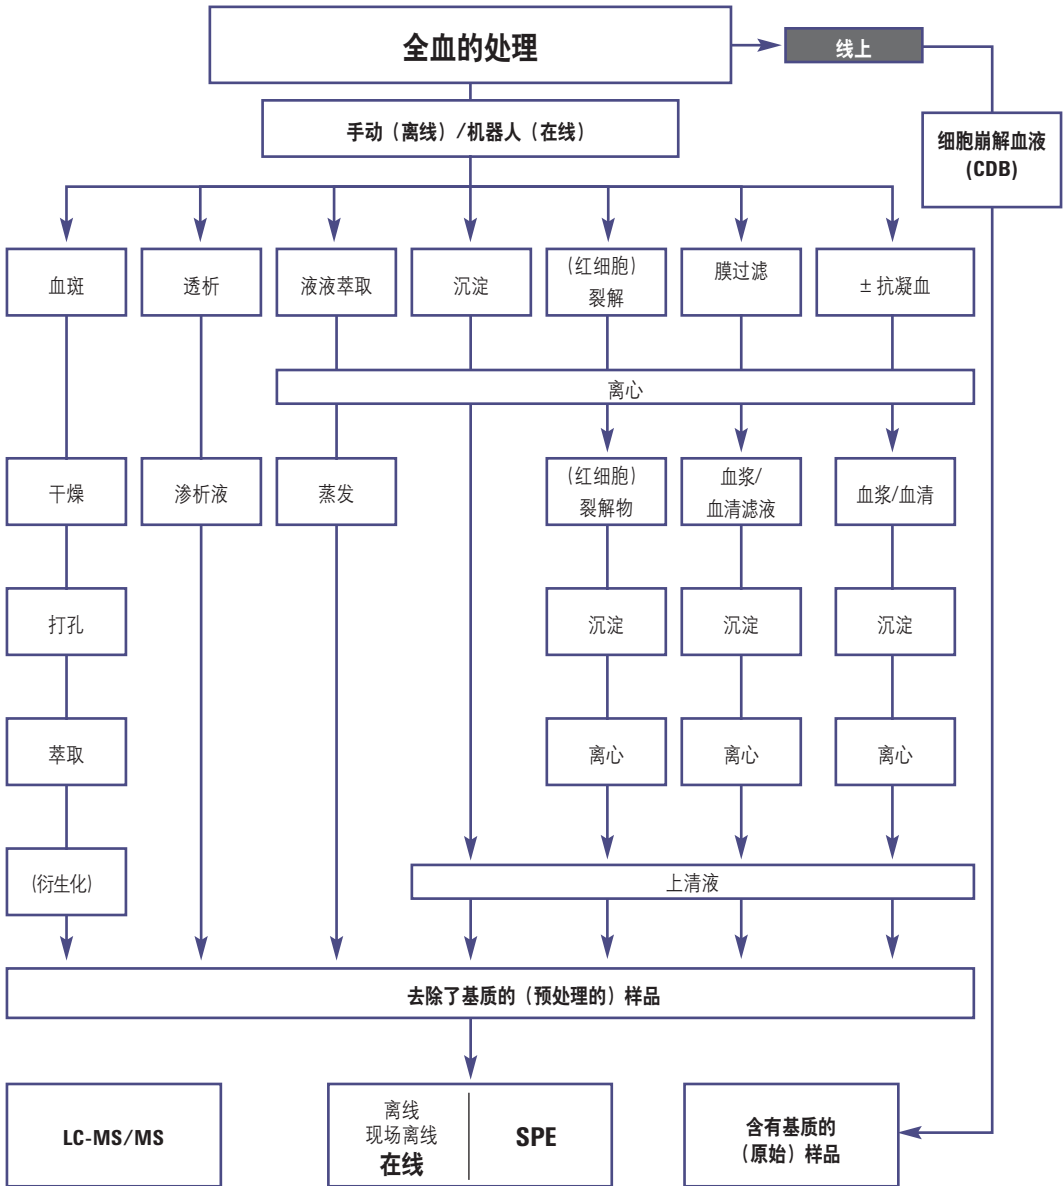 全血的处理
线上
手动（离线）/机器人（在线）
细胞崩解血液
(CDB)
血斑
透析
液液萃取
沉淀
(红细胞)
裂解
膜过滤
± 抗凝血
离心
干燥
渗析液
蒸发
(红细胞)
裂解物
血浆/
血清滤液
血浆/血清
打孔
沉淀
沉淀
沉淀
萃取
离心
离心
离心
(衍生化)
上清液
去除了基质的（预处理的）样品
LC-MS/MS
离线
现场离线
在线
SPE
含有基质的
（原始）样品